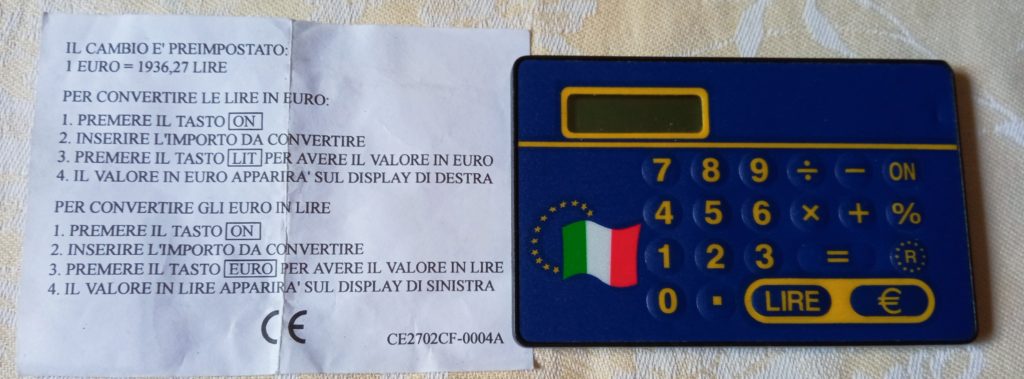 IL CAMBIO E' PREIMPOSTATO:
1 EURO = 1936,27 LIRE
PER CONVERTIRE LE LIRE IN EURO:
1. PREMERE IL TASTO ON
2. INSERIRE L'IMPORTO DA CONVERTIRE
3. PREMERE IL TASTO LIT PER AVERE IL VALORE IN EURO
4. IL VALORE IN EURO APPARIRA' SUL DISPLAY DI DESTRA
PER CONVERTIRE GLI EURO IN LIRE
1. PREMERE IL TASTO ON
2. INSERIRE L'IMPORTO DA CONVERTIRE
3. PREMERE IL TASTO EURO PER AVERE IL VALORE IN LIRE
4. IL VALORE IN LIRE APPARIRA' SUL DISPLAY DI SINISTRA
CE CE2702CF-0004A
7 8 9 ÷ − ON
4 5 6 × + %
1 2 3 = R
0 . LIRE €